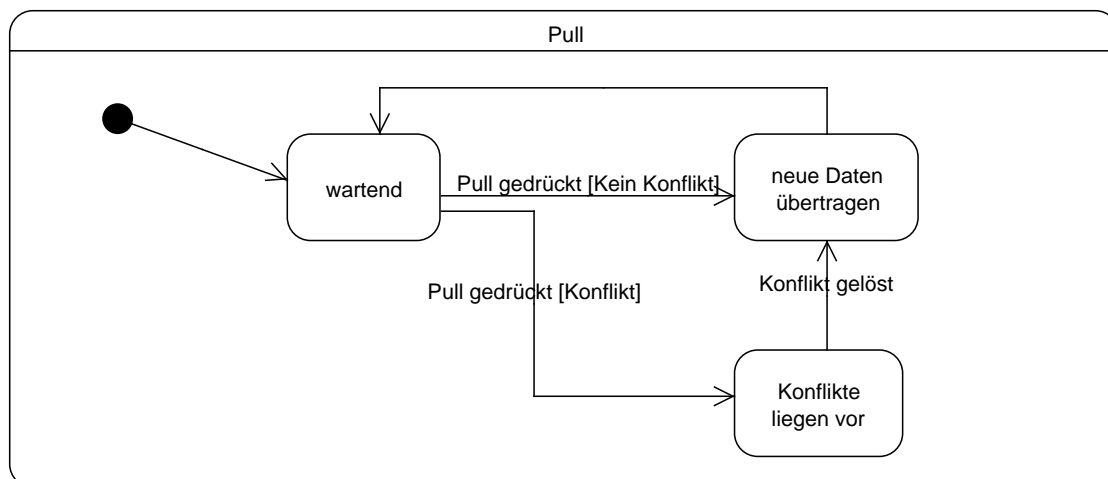 Pull
wartend
Pull gedrückt [Kein Konflikt]
neue Daten
übertragen
Pull gedrückt [Konflikt]
Konflikt gelöst
Konflikte
liegen vor